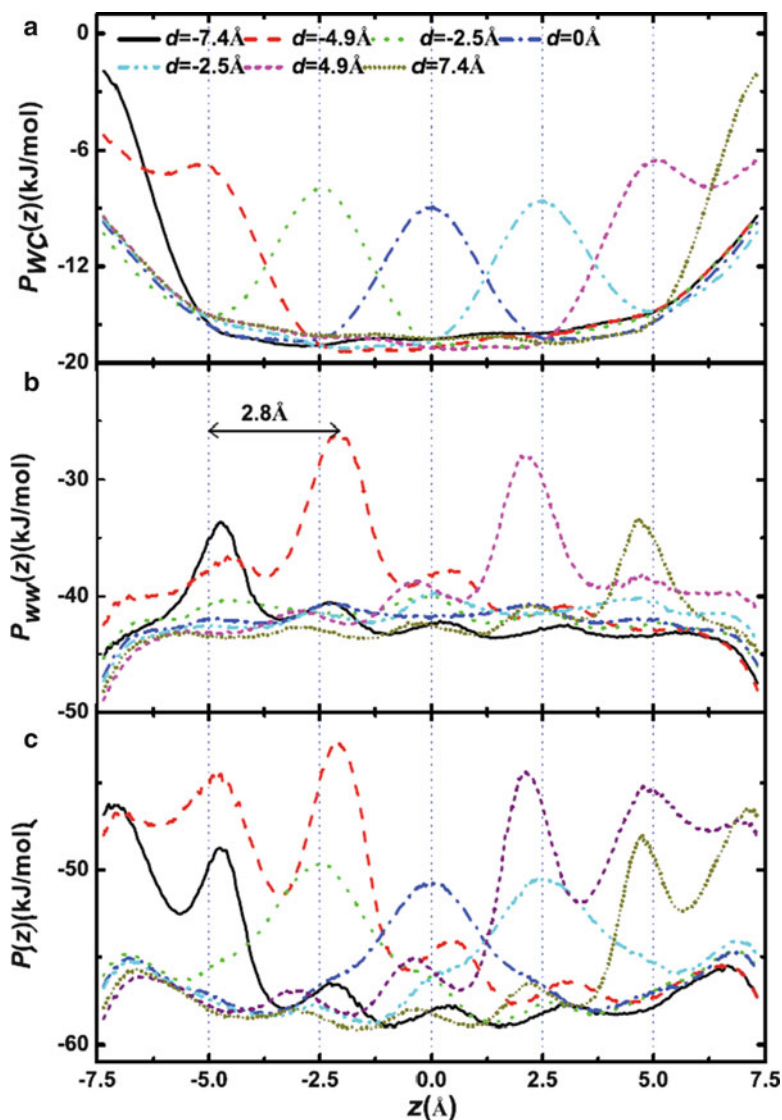 a
0
d=-7.4Å d=-4.9Å d=-2.5Å d=0Å
d=-2.5Å d=4.9Å d=7.4Å
-6
-12
-20
P_WC(z)(kJ/mol)
b
2.8Å
-30
-40
-50
P_WW(z)(kJ/mol)
c
-50
-60
P(z)(kJ/mol)
-7.5 -5.0 -2.5 0.0 2.5 5.0 7.5
z(Å)